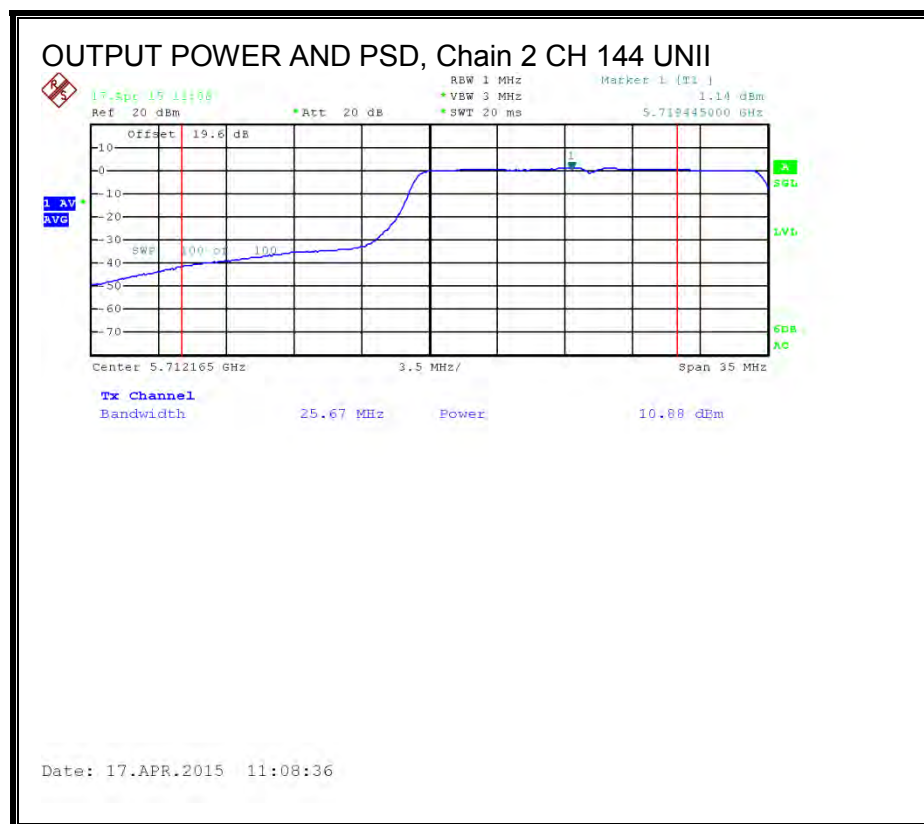 OUTPUT POWER AND PSD, Chain 2 CH 144 UNII
R S
17.Apr 15 11:08
RBW 1 MHz
Marker 1 [T1 ]
*VBW 3 MHz
1.14 dBm
Ref 20 dBm
*Att 20 dB
*SWT 20 ms
5.719445000 GHz
Offset 19.6 dB
10
0
-10
-20
-30
-40
-50
-60
-70
1
A
SGL
1 AV *
AVG
LVL
SWP 100 of 100
6DB
AC
Center 5.712165 GHz
3.5 MHz/
Span 35 MHz
Tx Channel
Bandwidth 25.67 MHz Power 10.88 dBm
Date: 17.APR.2015 11:08:36